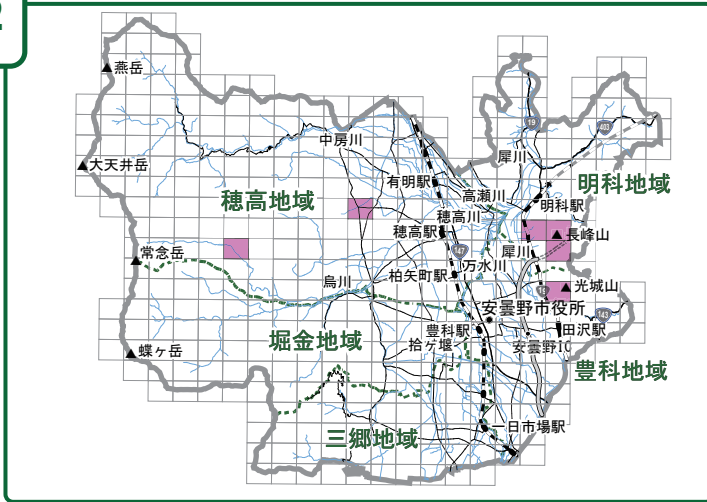 2
燕岳
19
403
中房川
犀川
大天井岳
有明駅
明科地域
穂高地域
高瀬川
明科駅
穂高川
穂高駅
長峰山
常念岳
147
犀川
万水川
烏川
柏矢町駅
光城山
19
安曇野市役所
143
堀金地域
豊科駅
田沢駅
拾ケ堰
安曇野IC
蝶ヶ岳
豊科地域
三郷地域
一日市場駅